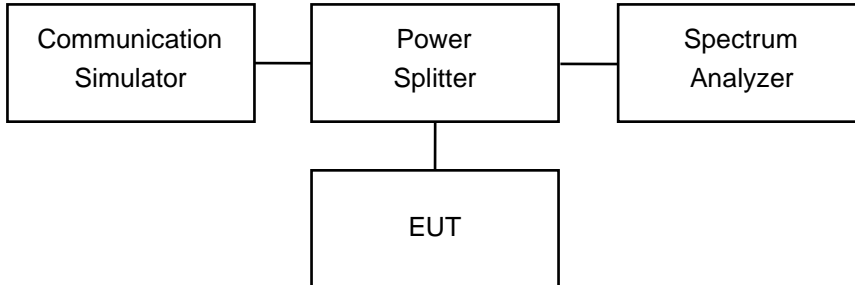 Communication
Simulator
Power
Splitter
Spectrum
Analyzer
EUT